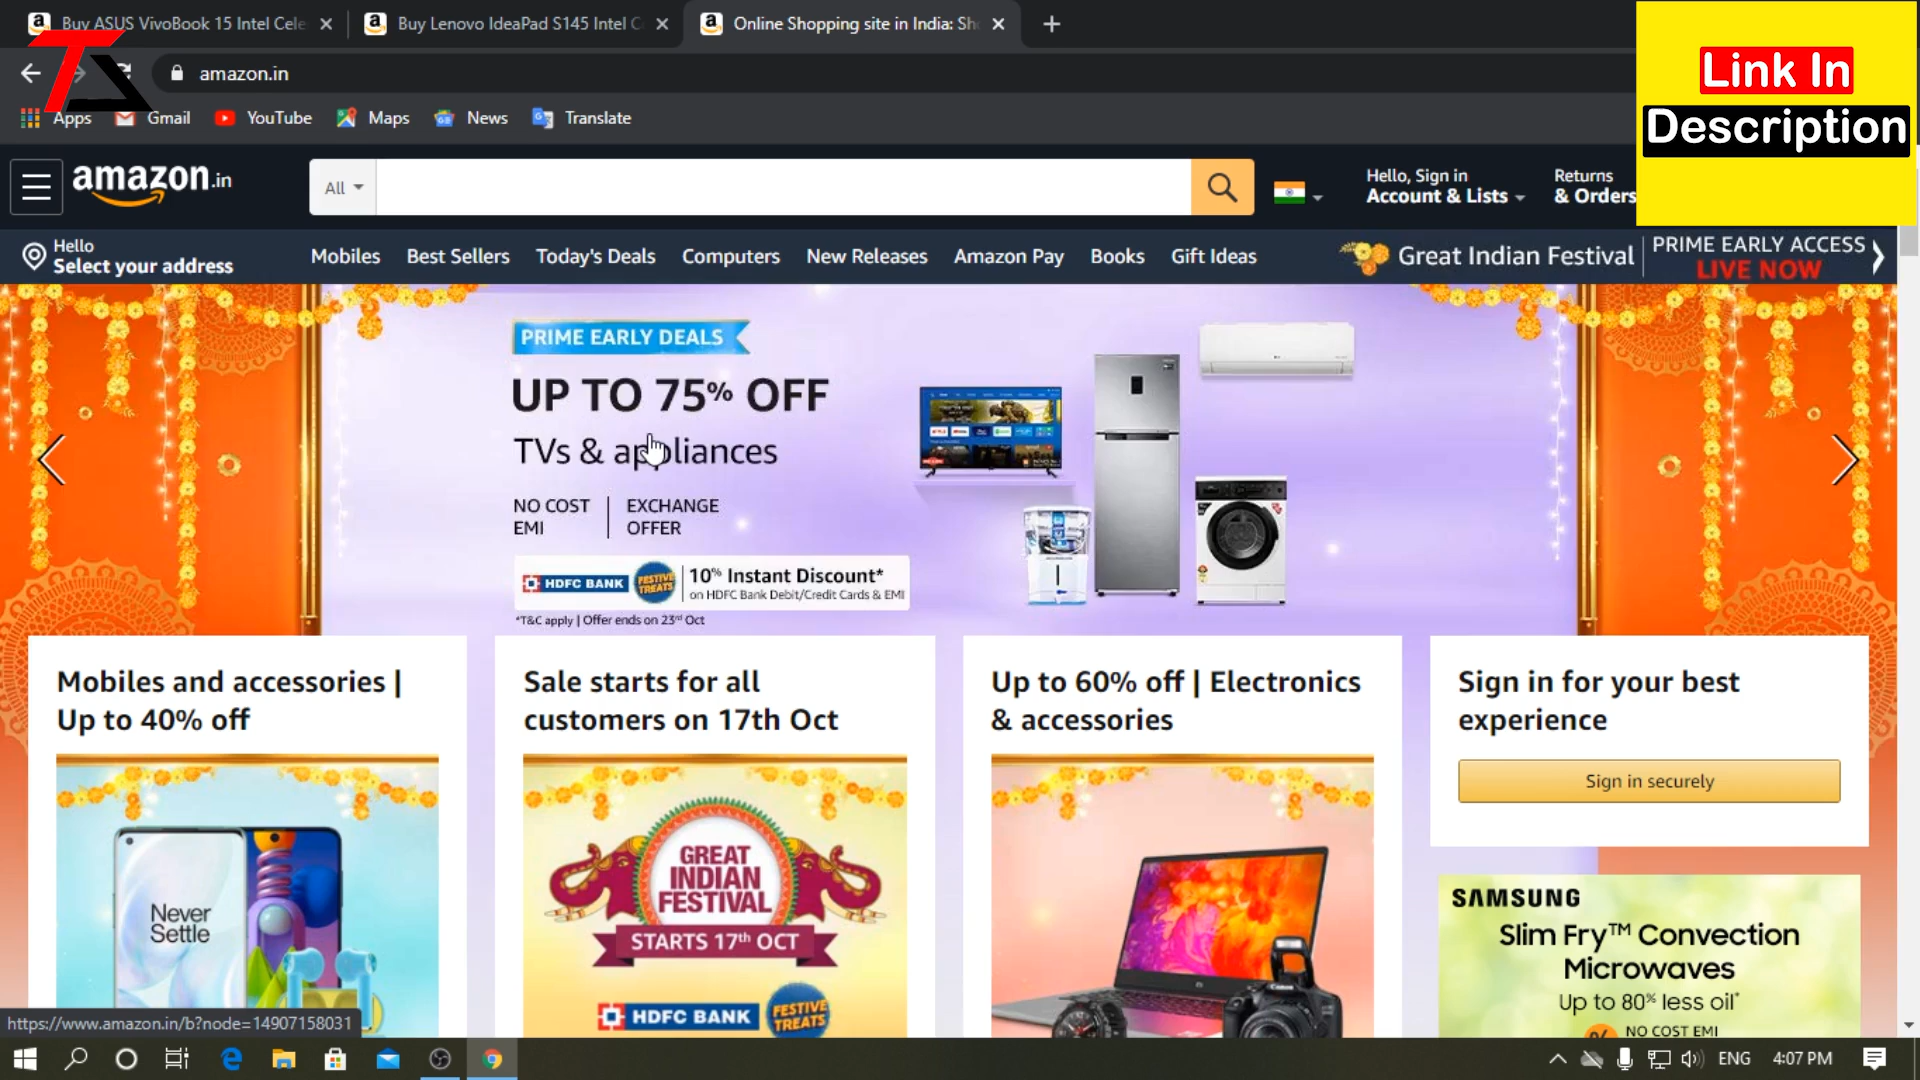 Buy ASUS VivoBook 15 Intel Cele
Buy Lenovo IdeaPad S145 Intel C
Online Shopping site in India: Sh
amazon.in
Link In
Description
Apps
Gmail
YouTube
Maps
News
Translate
amazon.in
All
Hello, Sign in
Account & Lists
Returns
& Orders
Hello
Select your address
Mobiles
Best Sellers
Today's Deals
Computers
New Releases
Amazon Pay
Books
Gift Ideas
Great Indian Festival
PRIME EARLY ACCESS
LIVE NOW
PRIME EARLY DEALS
UP TO 75% OFF
TVs & appliances
NO COST
EMI
EXCHANGE
OFFER
HDFC BANK
FESTIVE
TREATS
10% Instant Discount*
on HDFC Bank Debit/Credit Cards & EMI
*T&C apply | Offer ends on 23rd Oct
Mobiles and accessories |
Up to 40% off
Never
Settle
Sale starts for all
customers on 17th Oct
GREAT
INDIAN
FESTIVAL
STARTS 17th OCT
HDFC BANK
FESTIVE
TREATS
Up to 60% off | Electronics
& accessories
Canon
Sign in for your best
experience
Sign in securely
SAMSUNG
Slim Fry™ Convection
Microwaves
Up to 80% less oil*
NO COST EMI
https://www.amazon.in/b?node=14907158031
ENG
4:07 PM